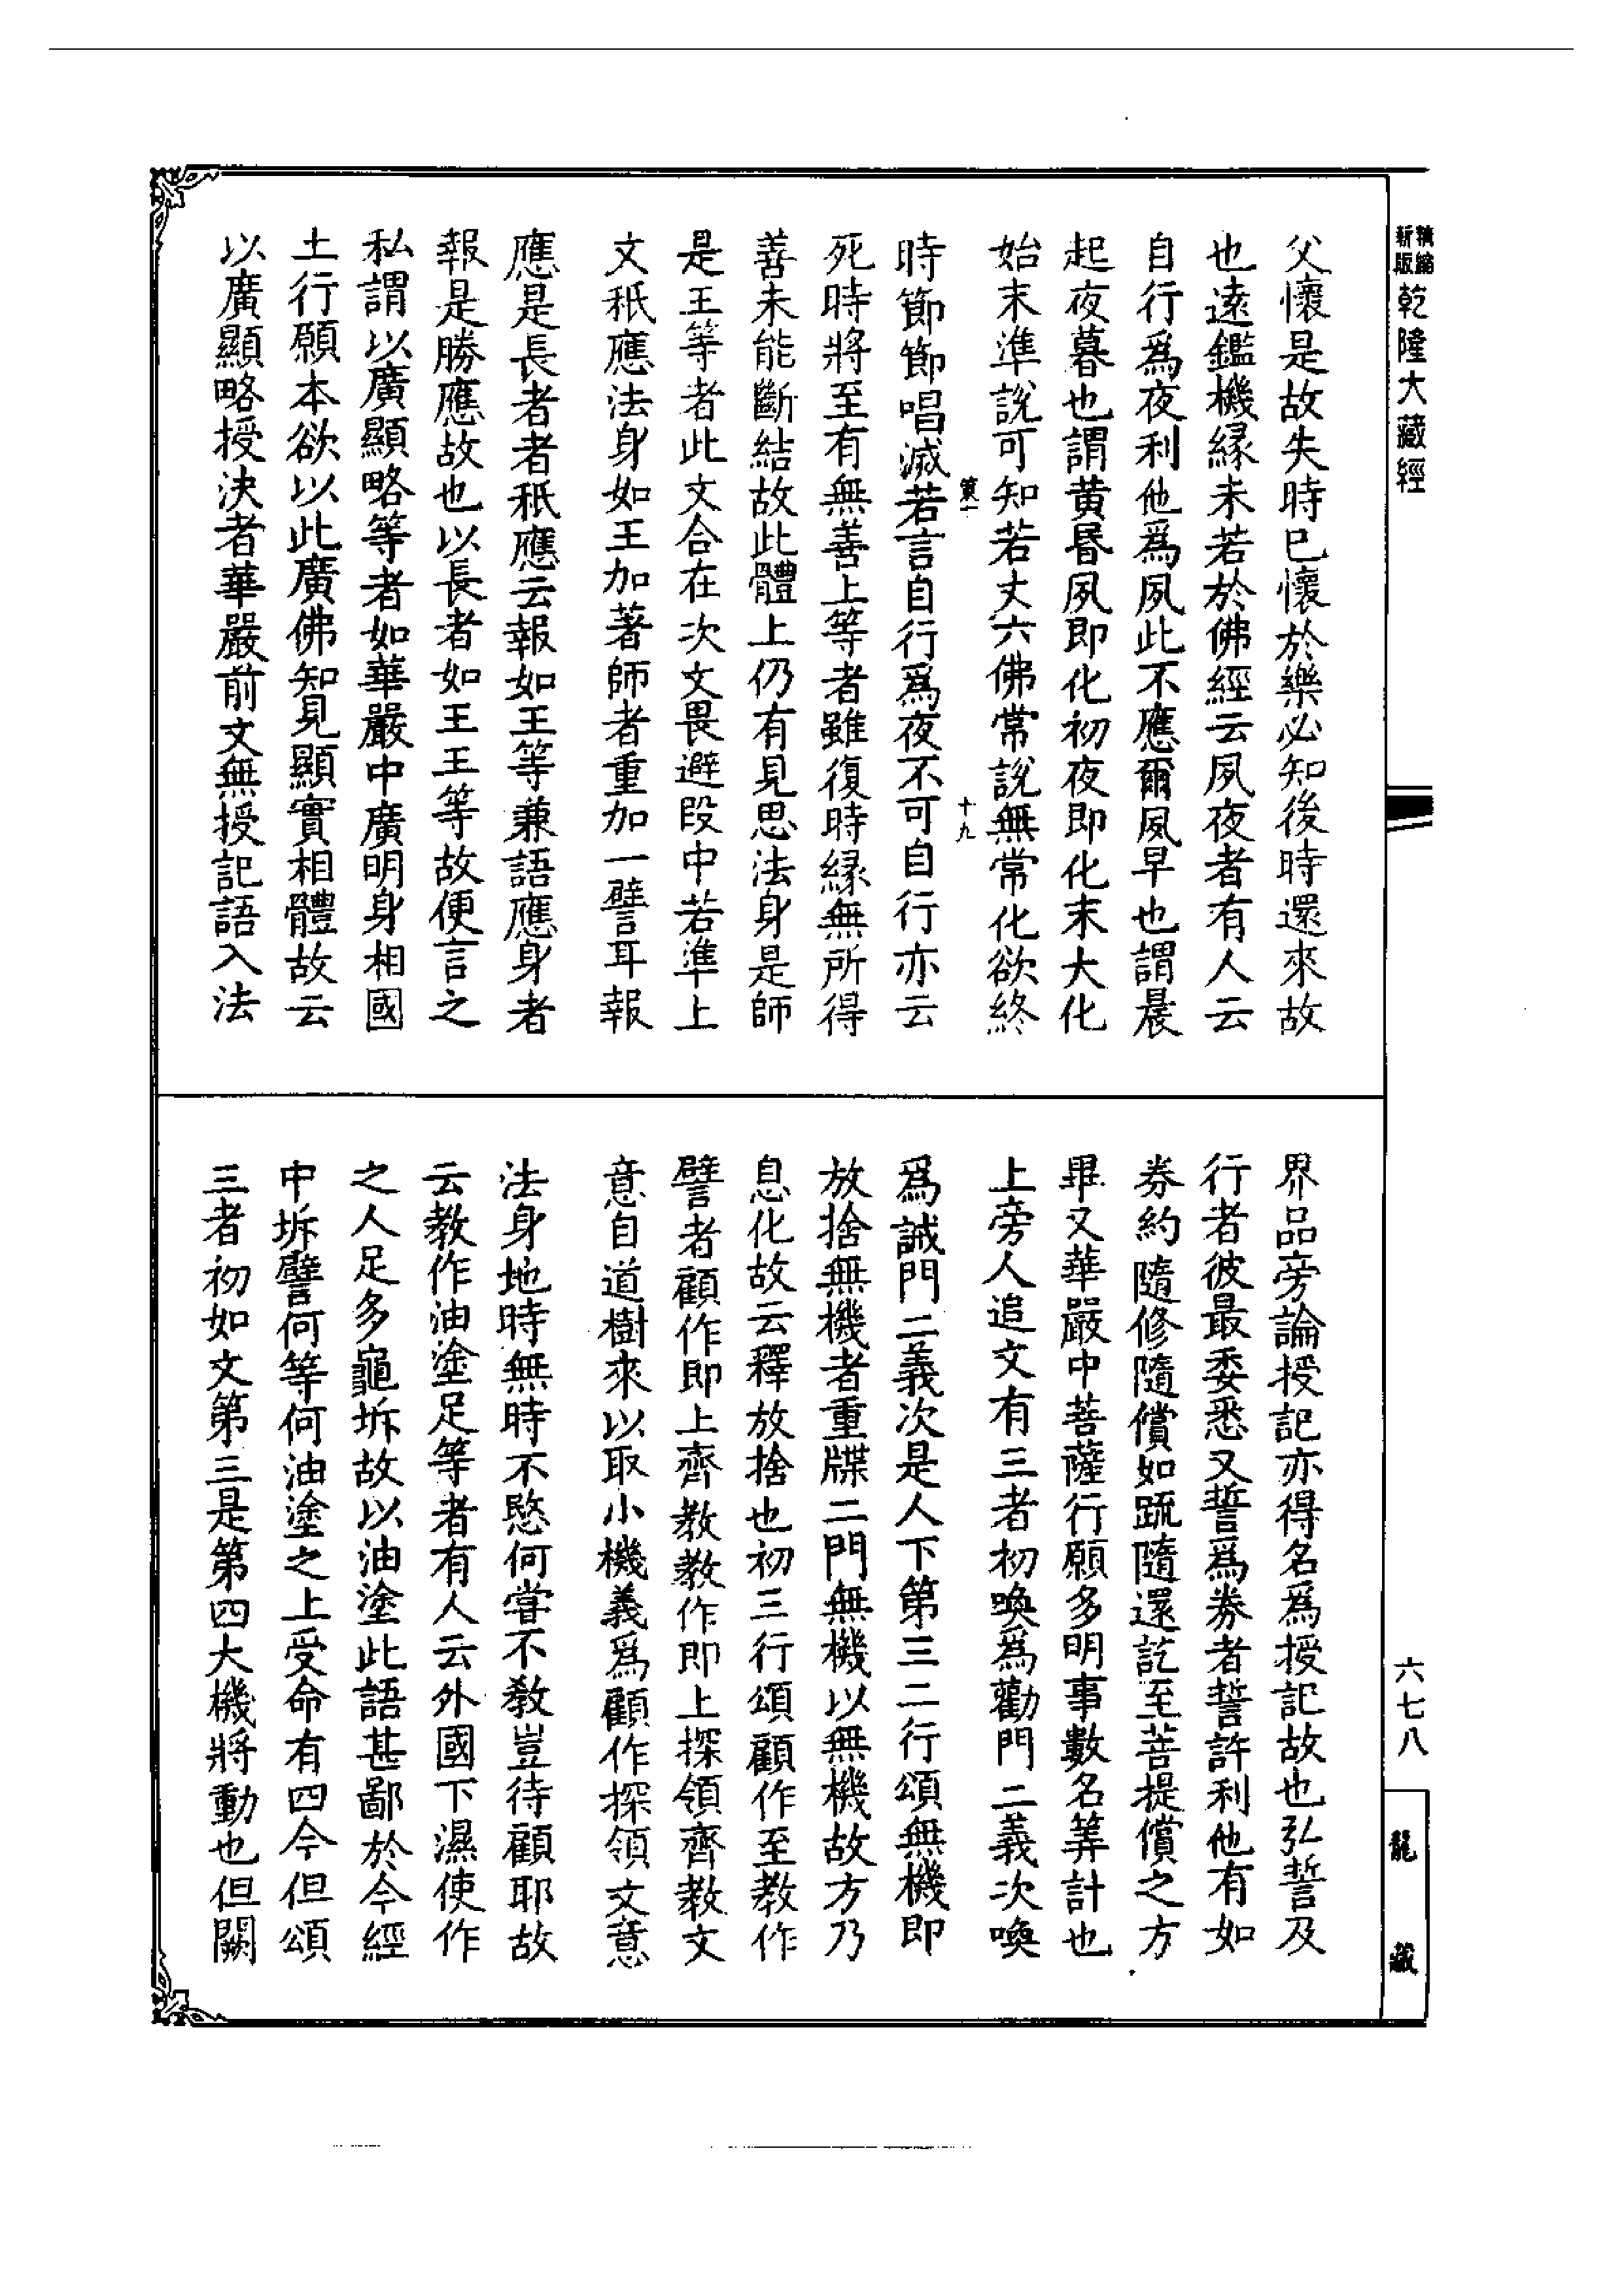 精縮新版乾隆大藏經
父懷是故失時已懷於樂必知後時還來故
也遠鑑機緣未若於佛經云夙夜者有人云
自行爲夜利他爲夙此不應爾夙早也謂晨
起夜暮也謂黃昏夙即化初夜即化末大化
始末準說可知若丈六佛常說無常化欲終
十九
時節節唱滅若言自行爲夜不可自行亦云
死時將至有無善上等者雖復時緣無所得
善未能斷結故此體上仍有見思法身是師
是王等者此文合在次文畏避段中若準上
文秖應法身如王加著師者重加一譬耳報
應是長者者秖應云報如王等兼語應身者
報是勝應故也以長者如王王等故便言之
私謂以廣顯略等者如華嚴中廣明身相國
土行願本欲以此廣佛知見顯實相體故云
以廣顯略授決者華嚴前文無授記語入法
界品旁論授記亦得名爲授記故也弘誓及
行者彼最委悉又誓爲券者誓許利他有如
券約隨修隨償如䟽隨還訖至菩提償之方
畢又華嚴中菩薩行願多明事數名筭計也
上旁人追文有三者初喚爲勸門二義次喚
爲誡門二義次是人下第三二行頌無機即
放捨無機者重牒二門無機以無機故方乃
息化故云釋放捨也初三行頌顧作至教作
譬者顧作即上齊教教作即上探領齊教文
意自道樹來以取小機義爲顧作探領文意
法身地時無時不愍何嘗不教豈待顧耶故
云教作油塗足等者有人云外國下濕使作
之人足多龜坼故以油塗此語甚鄙於今經
中坼譬何等何油塗之上受命有四今但頌
三者初如文第三是第四大機將動也但闕
六七八
龍藏